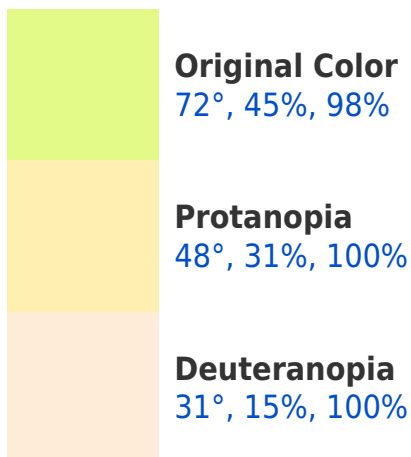 Original Color
72°, 45%, 98%
Protanopia
48°, 31%, 100%
Deuteranopia
31°, 15%, 100%